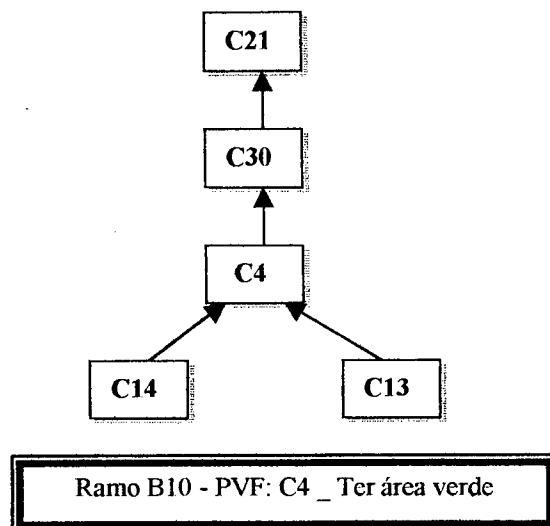 C21
C30
C4
C14 C13
Ramo B10 - PVF: C4 _ Ter área verde